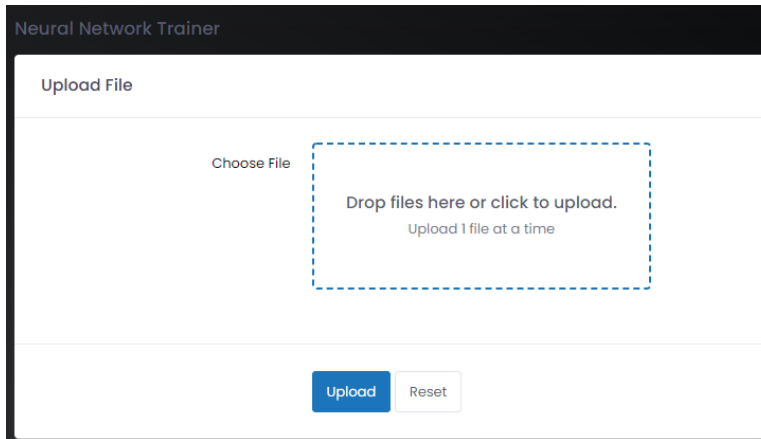 Neural Network Trainer
Upload File
Choose File
Drop files here or click to upload.
Upload 1 file at a time
Upload
Reset